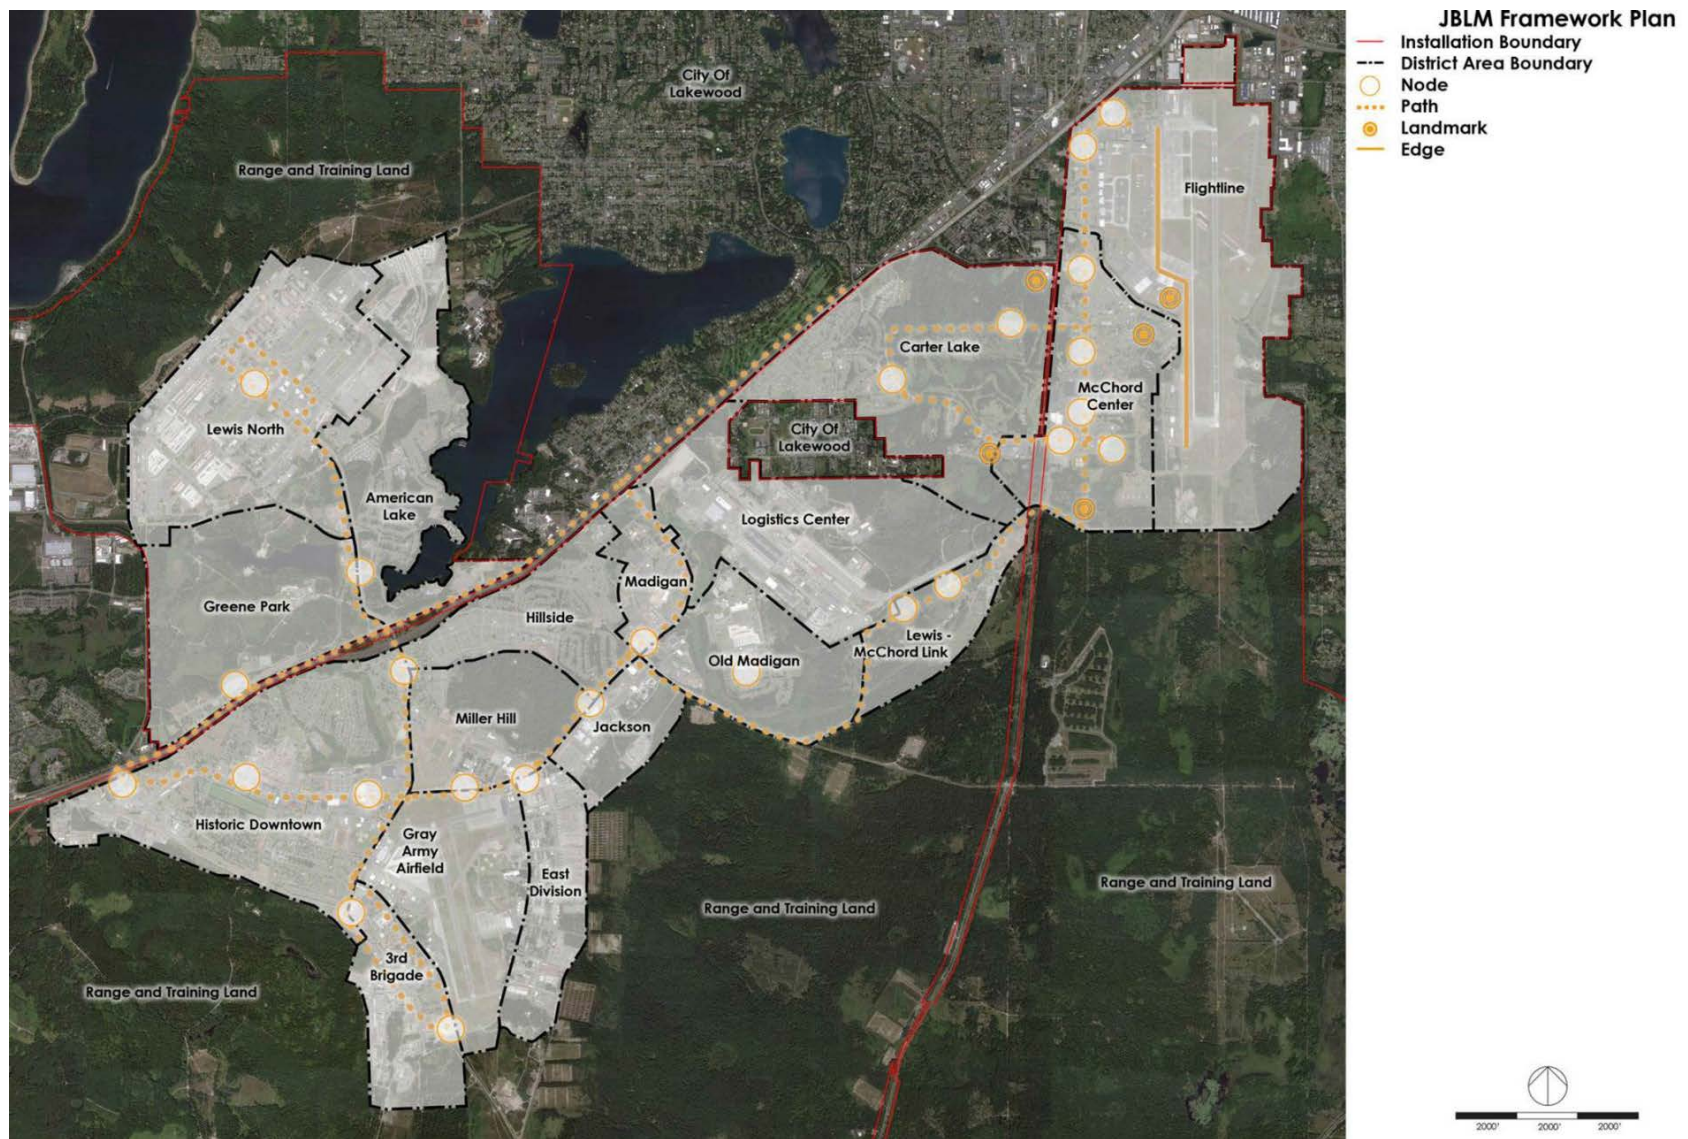 JBLM Framework Plan
Installation Boundary
District Area Boundary
Node
Path
Landmark
Edge
City Of
Lakewood
Range and Training Land
Flightline
Carter Lake
McChord
Center
City Of
Lakewood
Lewis North
American
Lake
Logistics Center
Madigan
Greene Park
Hillside
Lewis -
McChord Link
Old Madigan
Miller Hill
Jackson
Historic Downtown
Gray
Army
Airfield
East
Division
Range and Training Land
Range and Training Land
3rd
Brigade
Range and Training Land
2000'
2000'
2000'